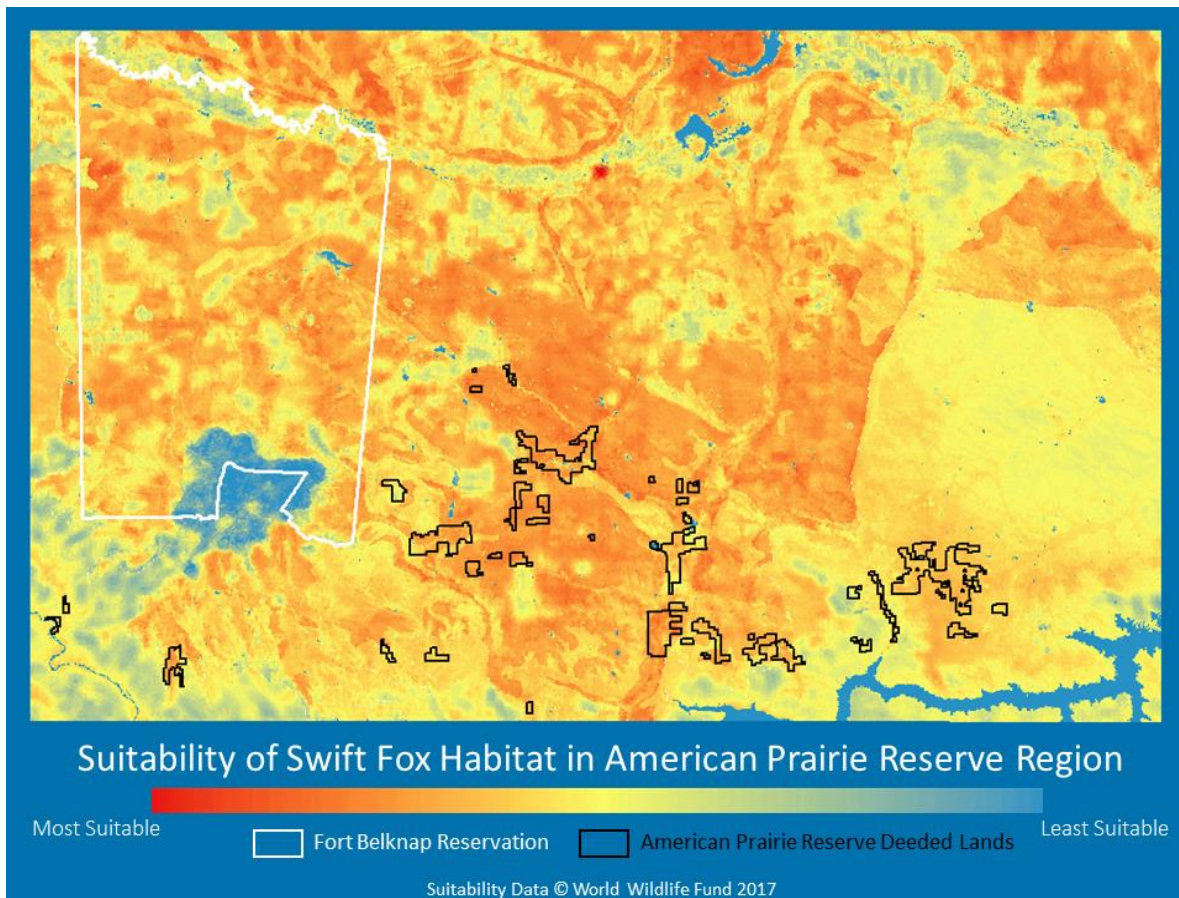 Suitability of Swift Fox Habitat in American Prairie Reserve Region
Most Suitable
Least Suitable
Fort Belknap Reservation
American Prairie Reserve Deeded Lands
Suitability Data © World Wildlife Fund 2017